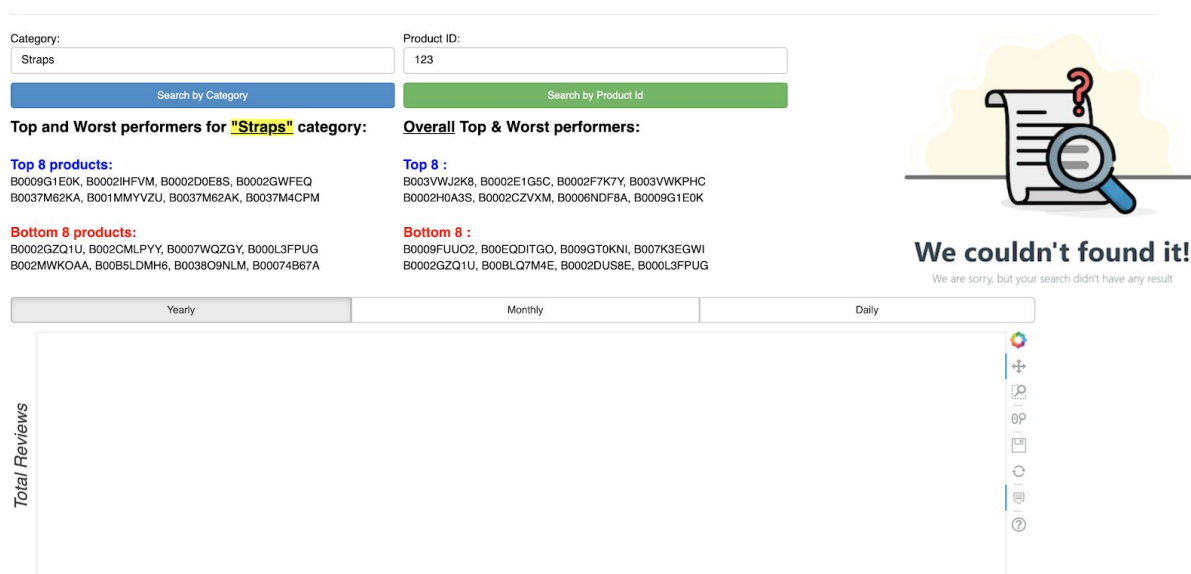 Category:
Straps
Search by Category
Product ID:
123
Search by Product Id
Top and Worst performers for "Straps" category:
Top 8 products:
B0009G1E0K, B0002IHFVM, B0002D0E8S, B0002GWFEQ
B0037M62KA, B001MMYVZU, B0037M62AK, B0037M4CPM
Bottom 8 products:
B0002GZQ1U, B002CMLPYY, B0007WQZGY, B000L3FPUG
B002MWKOAA, B00B5LDMH6, B0038O9NLM, B00074B67A
Overall Top & Worst performers:
Top 8 :
B003VWJ2K8, B0002E1G5C, B0002F7K7Y, B003VWKPHC
B0002H0A3S, B0002CZVXM, B0006NDF8A, B0009G1E0K
Bottom 8 :
B0009FUUO2, B00EQDITGO, B009GT0KNI, B007K3EGWI
B0002GZQ1U, B00BLQ7M4E, B0002DUS8E, B000L3FPUG
?
We couldn't found it!
We are sorry, but your search didn't have any result
Yearly
Monthly
Daily
Total Reviews